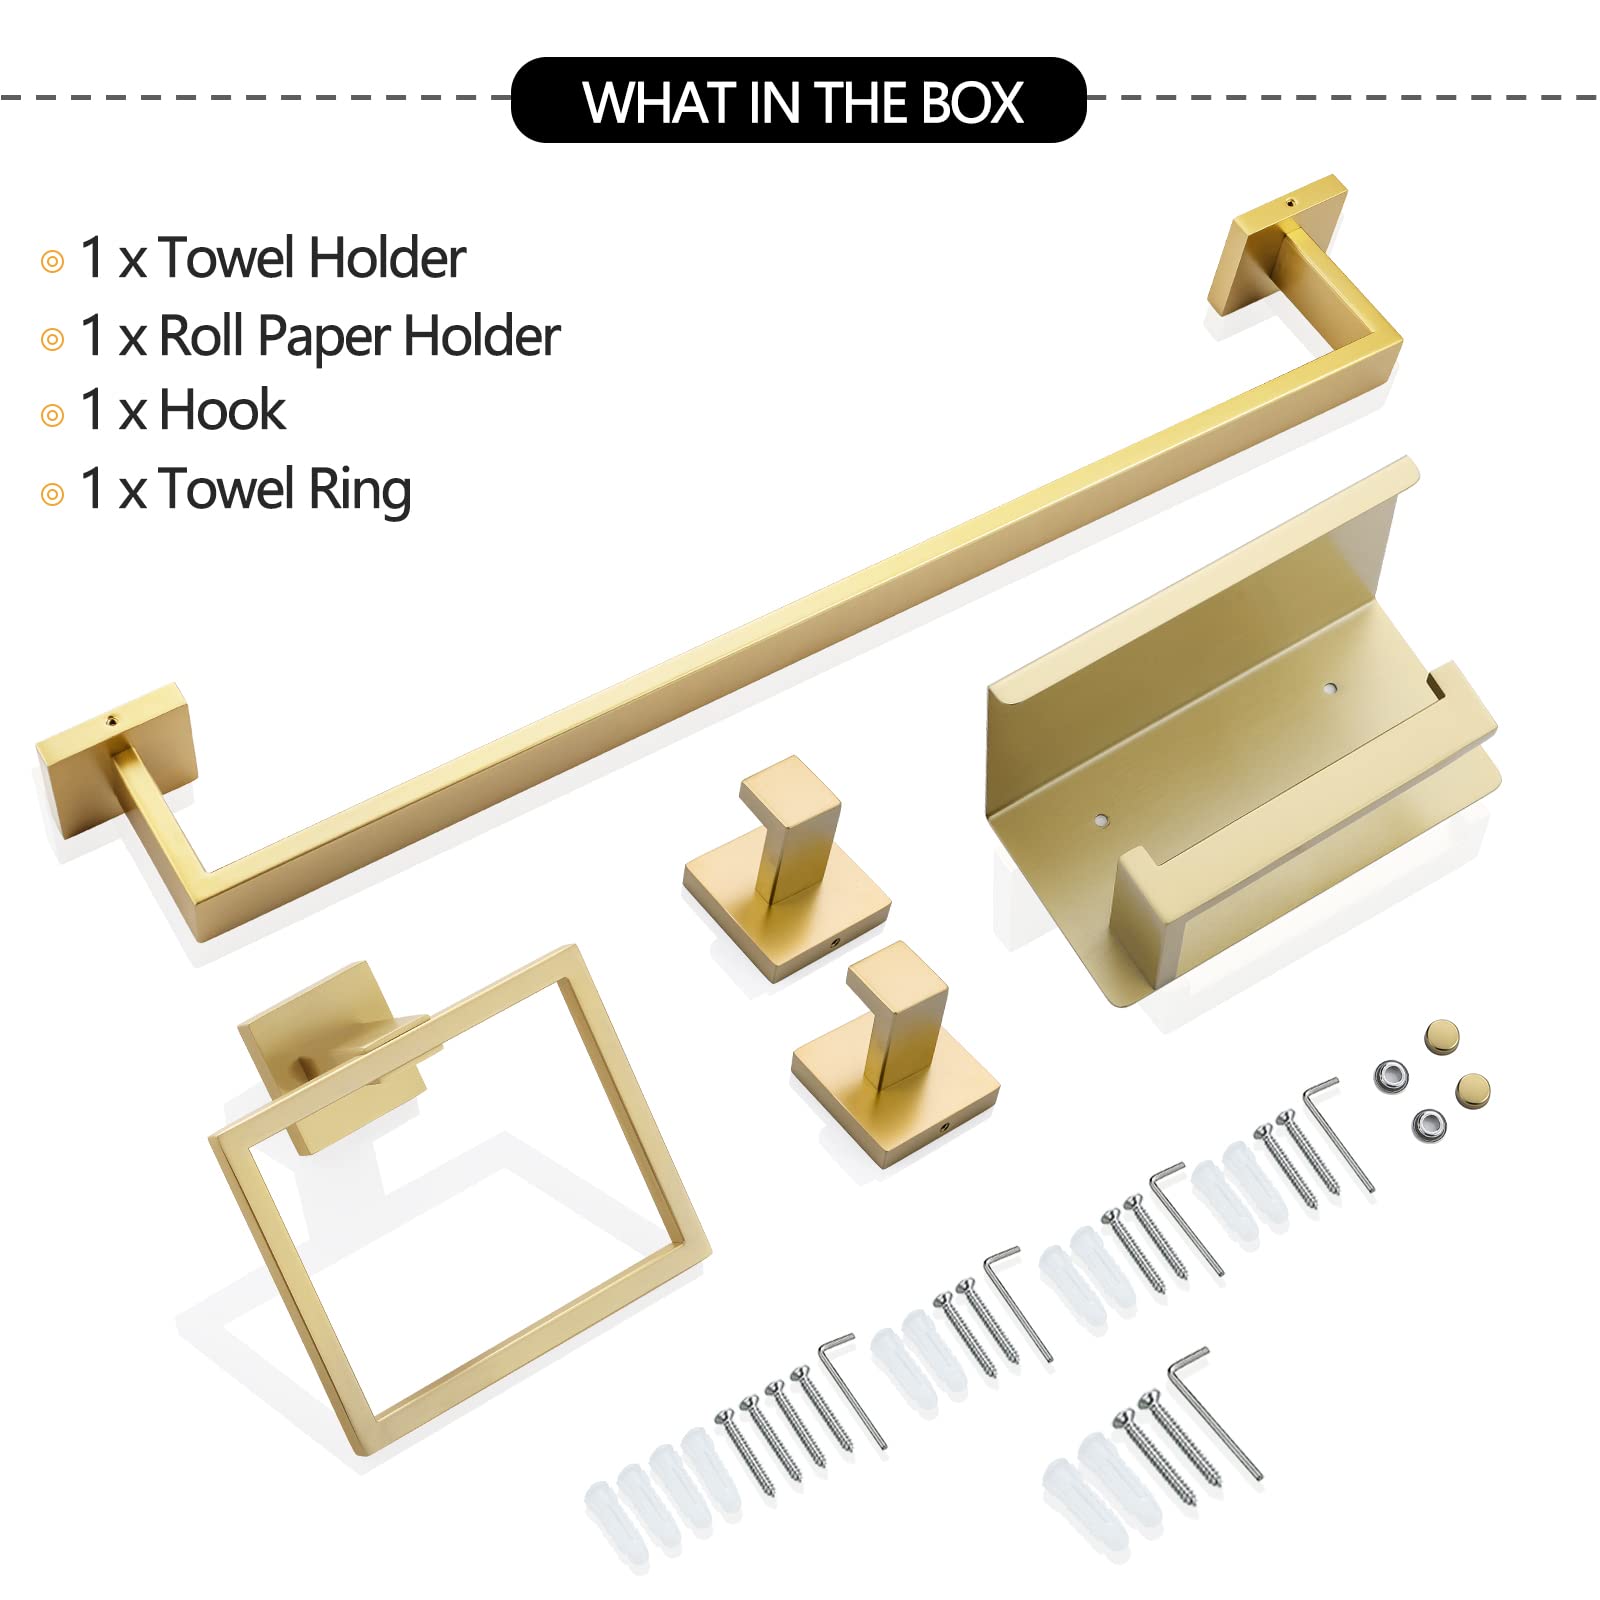 WHAT IN THE BOX
1 x Towel Holder
1 x Roll Paper Holder
1 x Hook
1 x Towel Ring